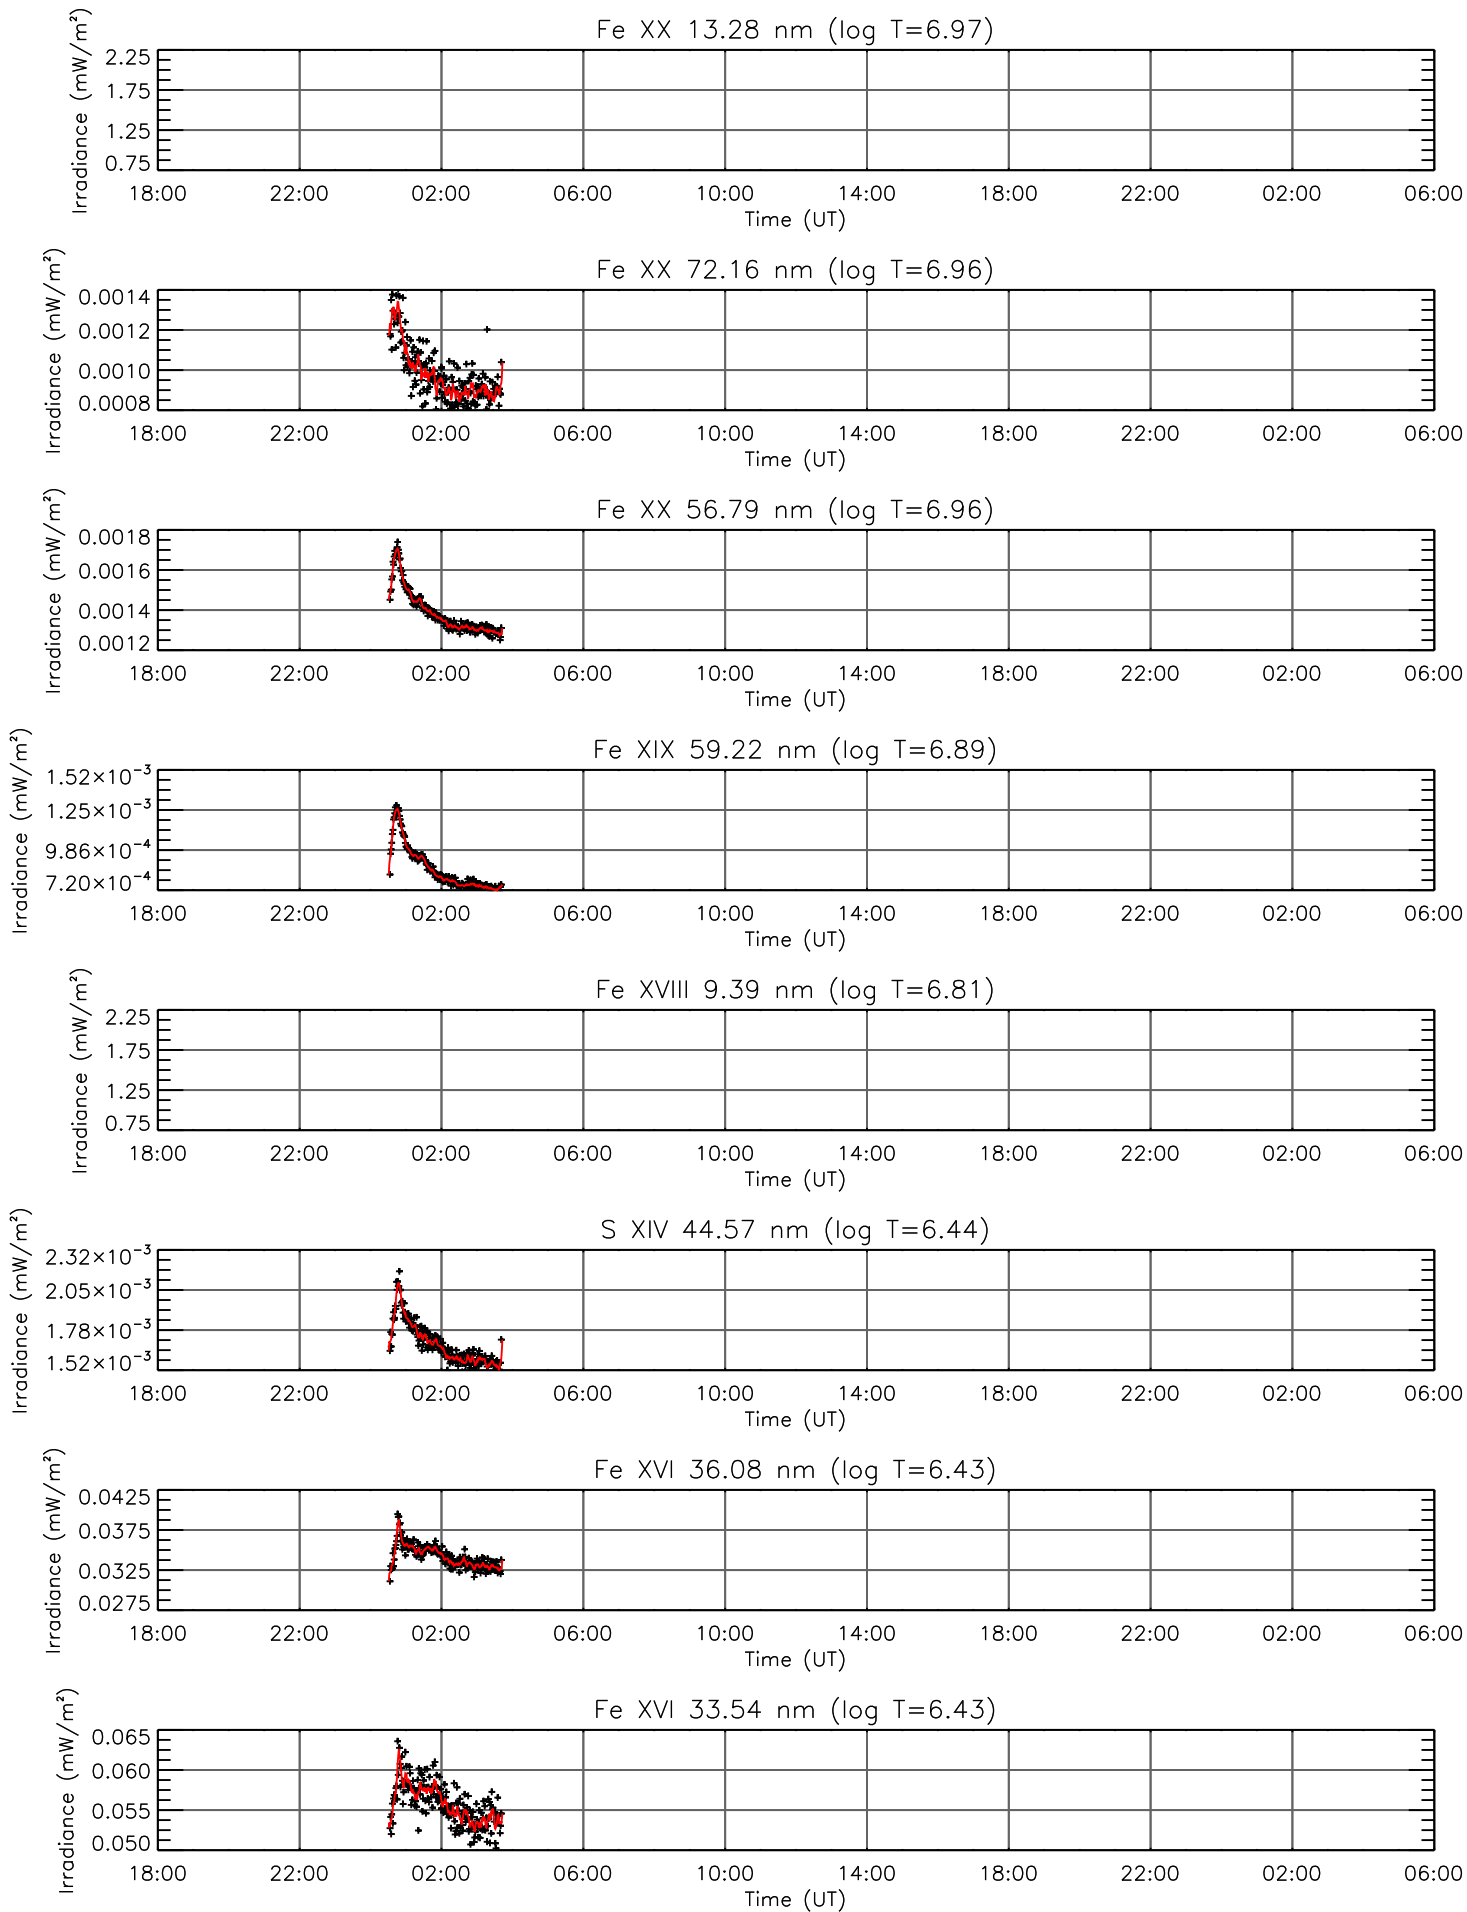 Fe XX 13.28 nm (log T=6.97)
Irradiance (mW/m²)
2.25
1.75
1.25
0.75
18:00 22:00 02:00 06:00 10:00 14:00 18:00 22:00 02:00 06:00
Time (UT)
Fe XX 72.16 nm (log T=6.96)
Irradiance (mW/m²)
0.0014
0.0012
0.0010
0.0008
18:00 22:00 02:00 06:00 10:00 14:00 18:00 22:00 02:00 06:00
Time (UT)
Fe XX 56.79 nm (log T=6.96)
Irradiance (mW/m²)
0.0018
0.0016
0.0014
0.0012
18:00 22:00 02:00 06:00 10:00 14:00 18:00 22:00 02:00 06:00
Time (UT)
Fe XIX 59.22 nm (log T=6.89)
Irradiance (mW/m²)
1.52×10⁻³
1.25×10⁻³
9.86×10⁻⁴
7.20×10⁻⁴
18:00 22:00 02:00 06:00 10:00 14:00 18:00 22:00 02:00 06:00
Time (UT)
Fe XVIII 9.39 nm (log T=6.81)
Irradiance (mW/m²)
2.25
1.75
1.25
0.75
18:00 22:00 02:00 06:00 10:00 14:00 18:00 22:00 02:00 06:00
Time (UT)
S XIV 44.57 nm (log T=6.44)
Irradiance (mW/m²)
2.32×10⁻³
2.05×10⁻³
1.78×10⁻³
1.52×10⁻³
18:00 22:00 02:00 06:00 10:00 14:00 18:00 22:00 02:00 06:00
Time (UT)
Fe XVI 36.08 nm (log T=6.43)
Irradiance (mW/m²)
0.0425
0.0375
0.0325
0.0275
18:00 22:00 02:00 06:00 10:00 14:00 18:00 22:00 02:00 06:00
Time (UT)
Fe XVI 33.54 nm (log T=6.43)
Irradiance (mW/m²)
0.065
0.060
0.055
0.050
18:00 22:00 02:00 06:00 10:00 14:00 18:00 22:00 02:00 06:00
Time (UT)